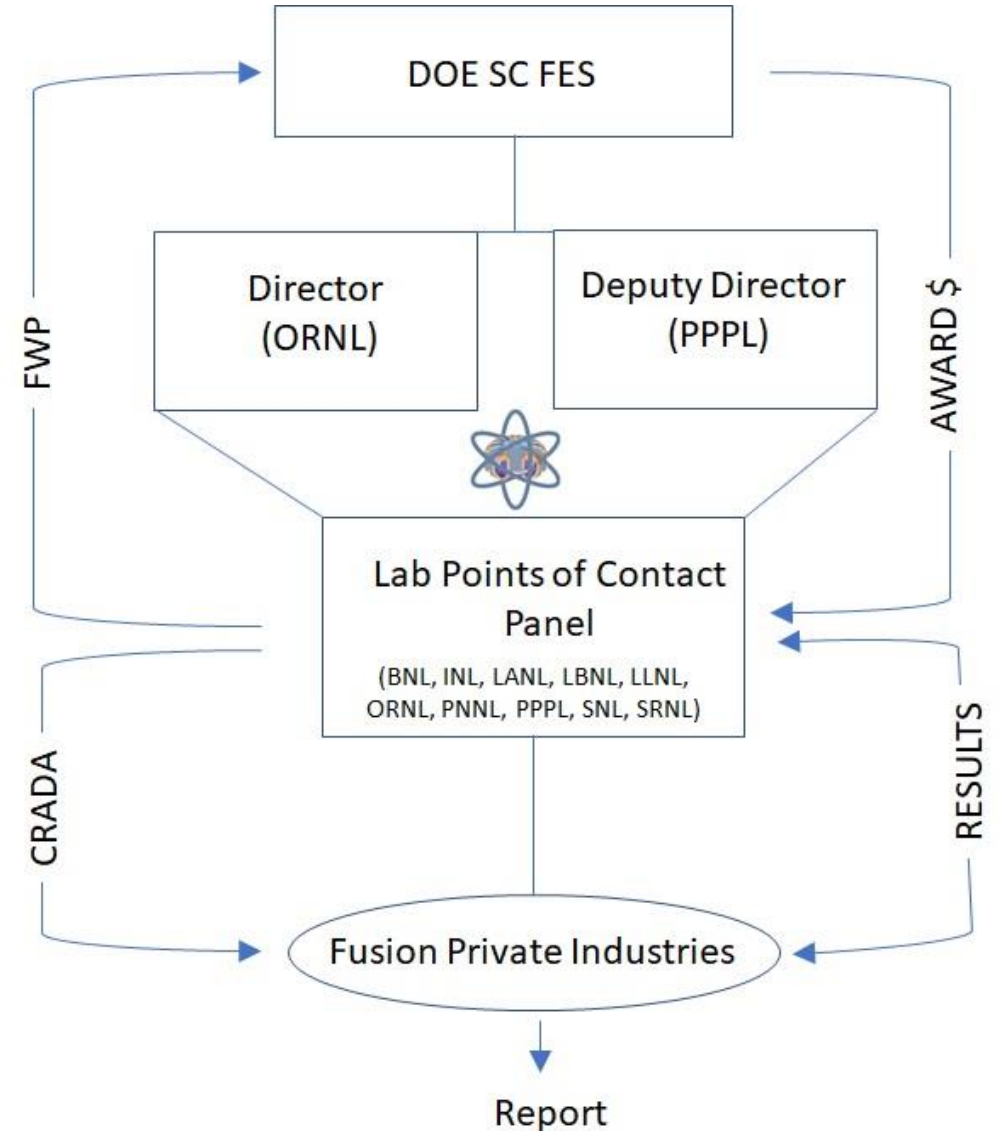 DOE SC FES
Director
(ORNL)
Deputy Director
(PPPL)
FWP
AWARD $
Lab Points of Contact
Panel
(BNL, INL, LANL, LBNL, LLNL,
ORNL, PNNL, PPPL, SNL, SRNL)
CRADA
RESULTS
Fusion Private Industries
Report